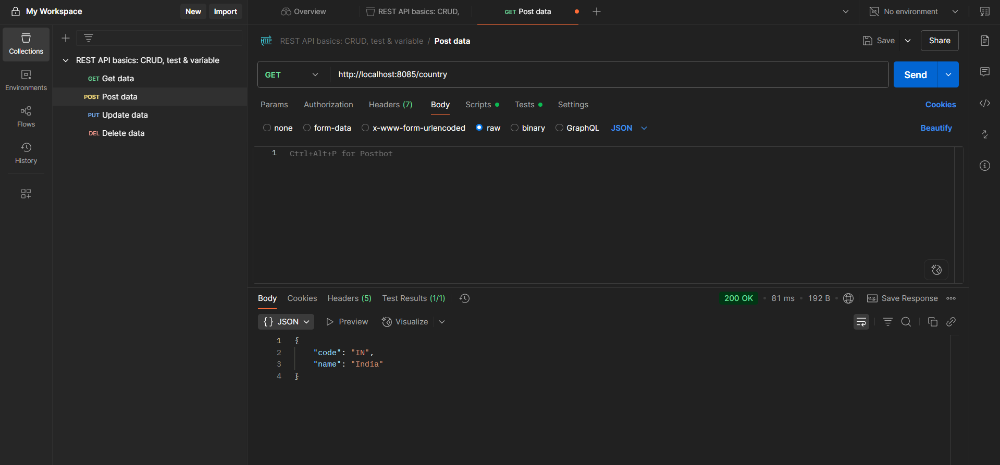 My Workspace
New
Import
Overview
REST API basics: CRUD,
GET Post data
No environment
Collections
Environments
Flows
History
REST API basics: CRUD, test & variable
GET Get data
POST Post data
PUT Update data
DEL Delete data
HTTP REST API basics: CRUD, test & variable / Post data
Save
Share
GET
http://localhost:8085/country
Send
Params
Authorization
Headers (7)
Body
Scripts
Tests
Settings
Cookies
none
form-data
x-www-form-urlencoded
raw
binary
GraphQL
JSON
Beautify
1 Ctrl+Alt+P for Postbot
Body
Cookies
Headers (5)
Test Results (1/1)
200 OK • 81 ms • 192 B
e.g. Save Response
{} JSON
Preview
Visualize
1 {
2 "code": "IN",
3 "name": "India"
4 }